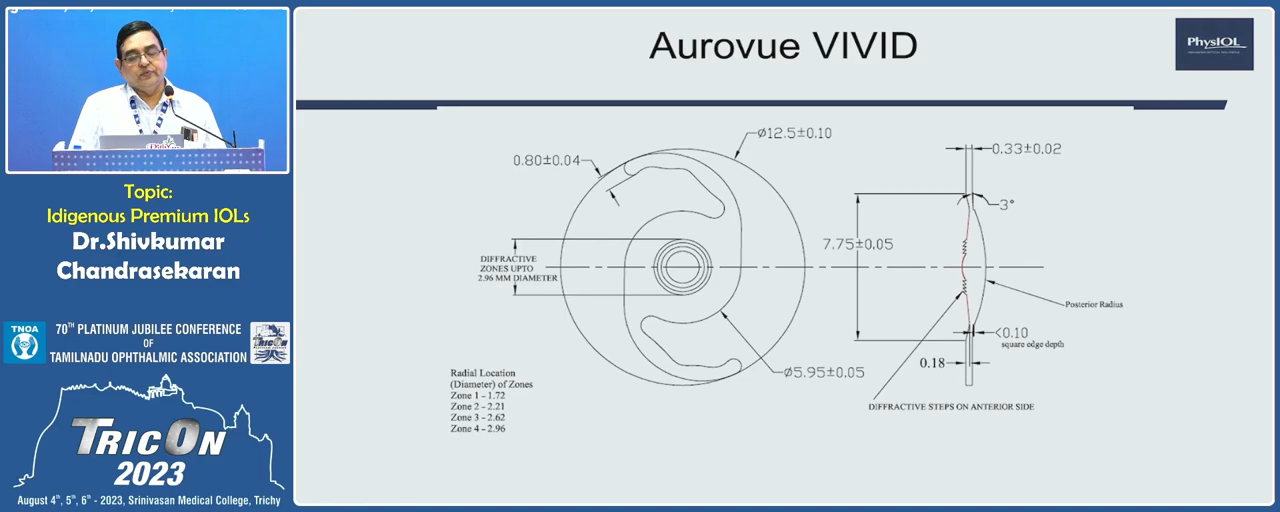 Topic:
Idigenous Premium IOLs
Dr.Shivkumar
Chandrasekaran
TNOA
70TH PLATINUM JUBILEE CONFERENCE
OF
TAMILNADU OPHTHALMIC ASSOCIATION
TRICON
2023
August 4th, 5th, 6th - 2023, Srinivasan Medical College, Trichy
Aurovue VIVID
PhysIOL
Ø12.5±0.10
0.80±0.04
DIFFRACTIVE
ZONES UPTO
2.96 MM DIAMETER
Ø5.95±0.05
Radial Location
(Diameter) of Zones
Zone 1 - 1.72
Zone 2 - 2.21
Zone 3 - 2.62
Zone 4 - 2.96
0.33±0.02
3°
7.75±0.05
Posterior Radius
<0.10
square edge depth
0.18
DIFFRACTIVE STEPS ON ANTERIOR SIDE